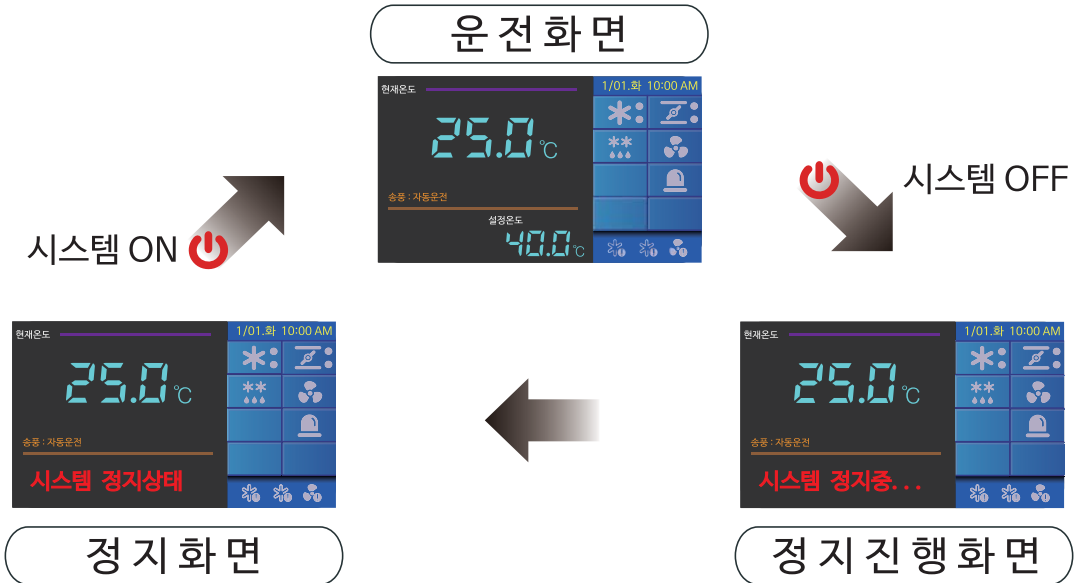 운전화면
현재온도
1/01.화 10:00 AM
25.0℃
송풍 : 자동운전
설정온도
40.0℃
시스템 ON
시스템 OFF
현재온도
1/01.화 10:00 AM
25.0℃
송풍 : 자동운전
시스템 정지상태
정지화면
현재온도
1/01.화 10:00 AM
25.0℃
송풍 : 자동운전
시스템 정지중...
정지진행화면